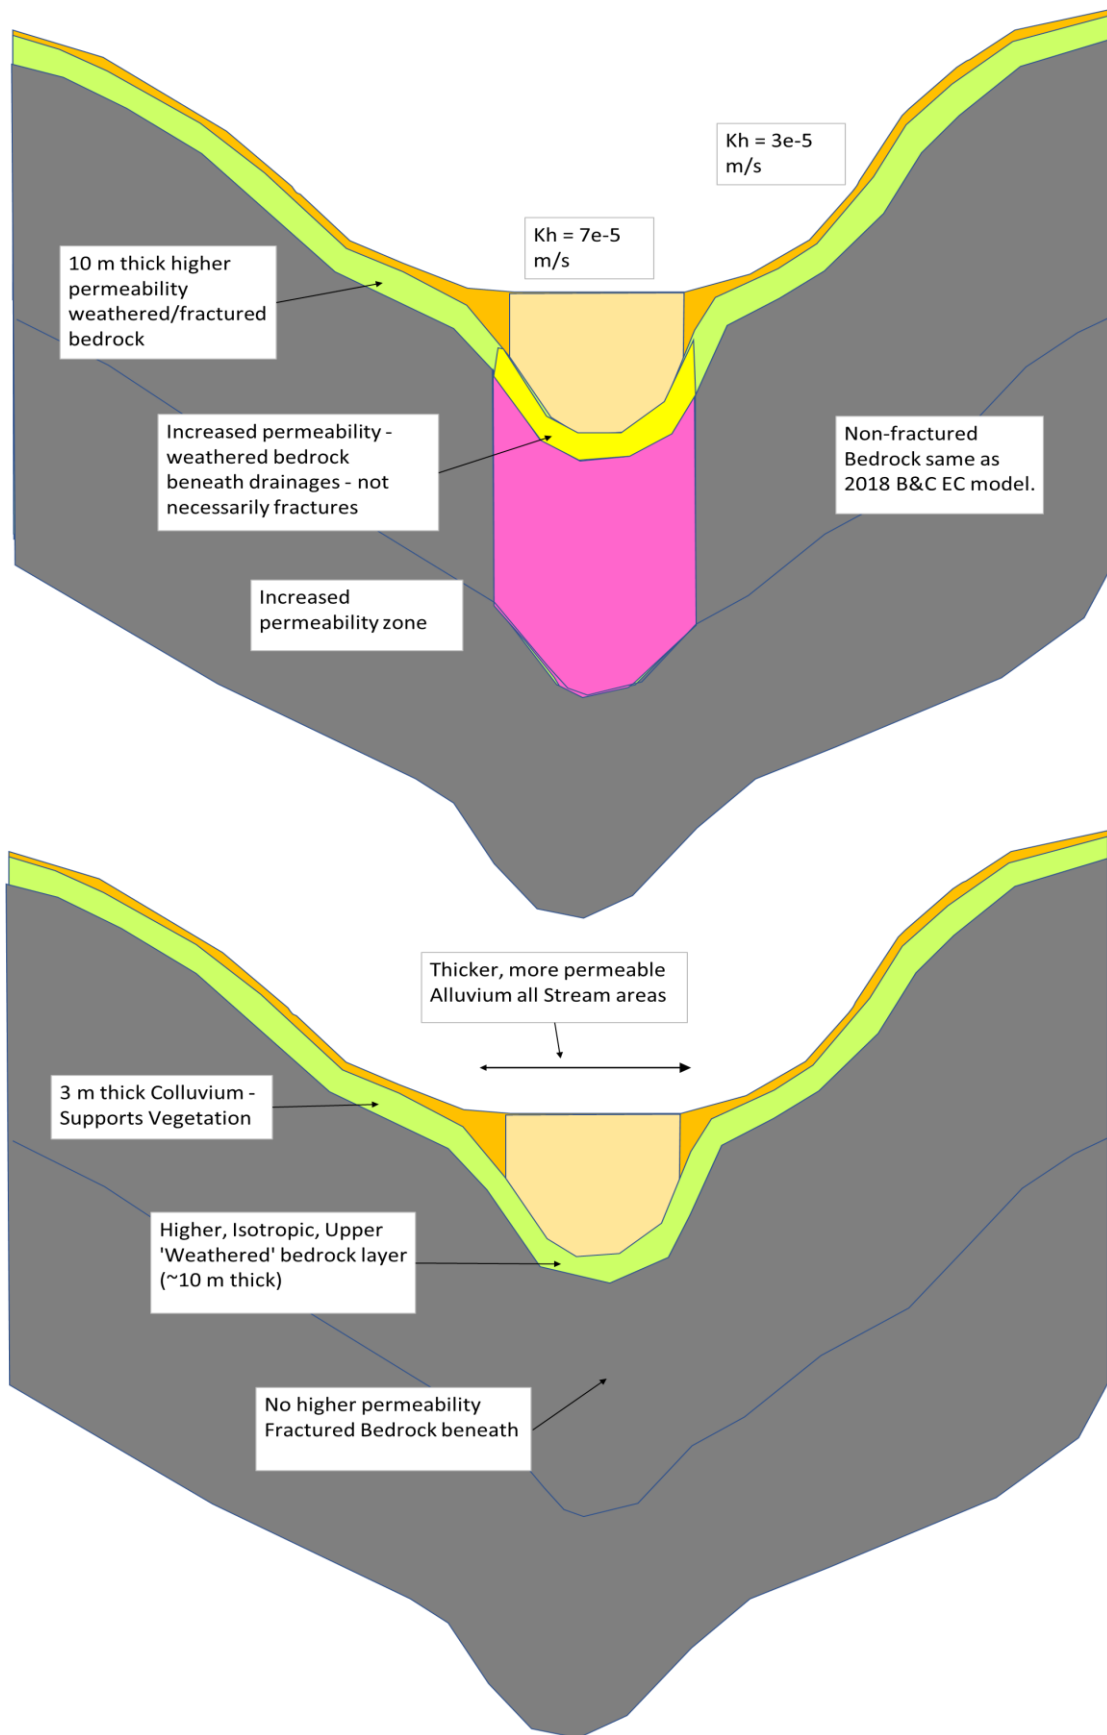 Kh = 3e-5
m/s
Kh = 7e-5
m/s
10 m thick higher
permeability
weathered/fractured
bedrock
Increased permeability -
weathered bedrock
beneath drainages - not
necessarily fractures
Non-fractured
Bedrock same as
2018 B&C EC model.
Increased
permeability zone
Thicker, more permeable
Alluvium all Stream areas
3 m thick Colluvium -
Supports Vegetation
Higher, Isotropic, Upper
'Weathered' bedrock layer
(~10 m thick)
No higher permeability
Fractured Bedrock beneath